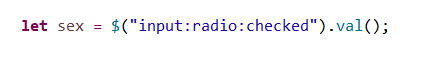 let sex = $("input:radio:checked").val();